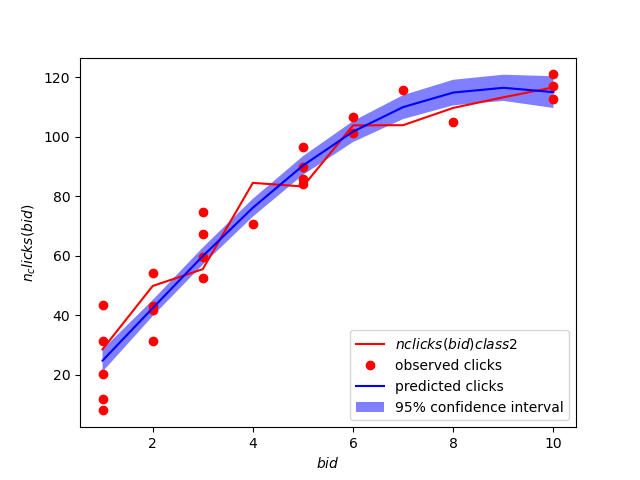 120
100
80
60
40
20
n_clicks(bid)
2 4 6 8 10
bid
nclicks(bid)class2
observed clicks
predicted clicks
95% confidence interval